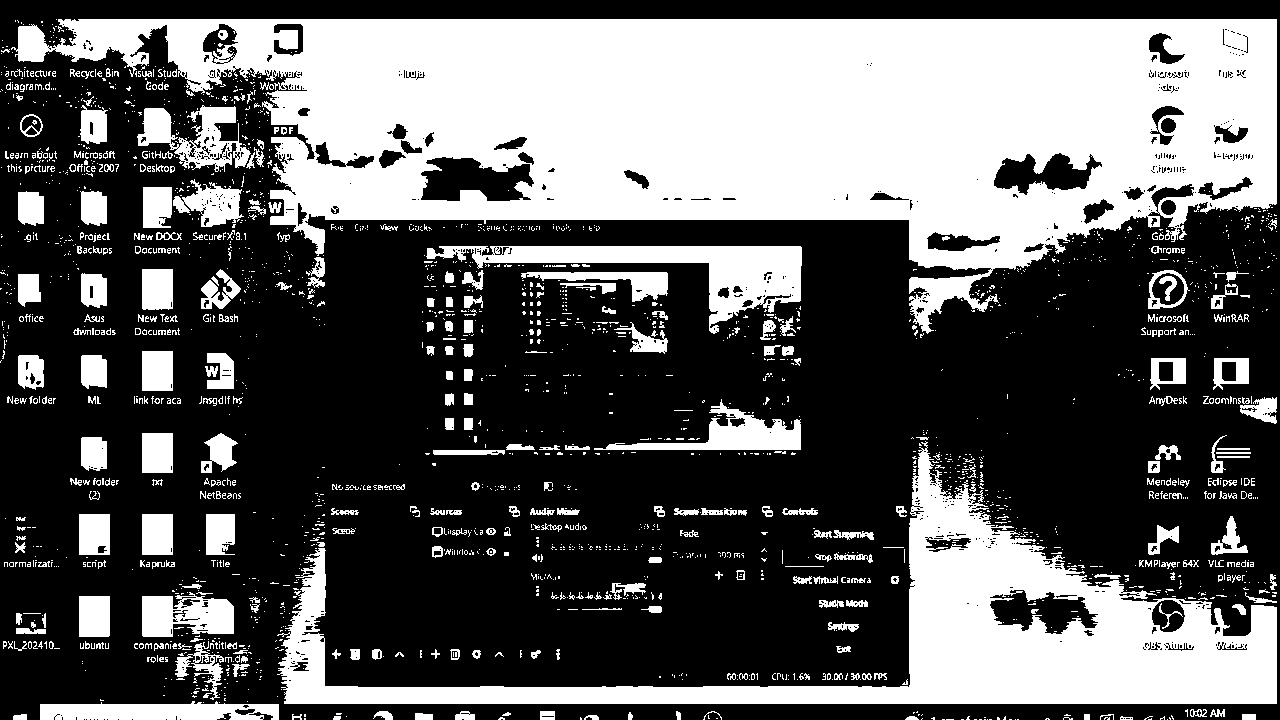 architecture
diagram.d...
Recycle Bin
Visual Studio
Code
VMware
Workstati...
Hruja
Microsoft
Edge
This PC
Learn about
this picture
Microsoft
Office 2007
GitHub
Desktop
8.1
PDF
Chrome
Telegram
.git
Project
Backups
New DOCX
Document
SecureFX 8.1
fyp
Google
Chrome
office
Asus
dwnloads
New Text
Document
Git Bash
Microsoft
Support an...
WinRAR
New folder
ML
link for aca
Jnsgdlf hs
AnyDesk
ZoomInstal...
New folder
(2)
txt
Apache
NetBeans
Mendeley
Referen...
Eclipse IDE
for Java De...
normalizati...
script
Kapruka
Title
KMPlayer 64X
VLC media
player
PXL_202410...
ubuntu
companies-
roles
Untitled
Diagram.dr
OBS Studio
Webex
File Edit View Docks Scene Collection Tools Help
No source selected
Properties
Scenes Sources Audio Mixer Scene Transitions Controls
Scene
Display Ca
Window C
Desktop Audio
Mic/Aux
Fade
Duration 300 ms
Start Streaming
Stop Recording
Start Virtual Camera
Studio Mode
Settings
Exit
00:00:01 CPU: 1.6% 30.00 / 30.00 FPS
10:02 AM